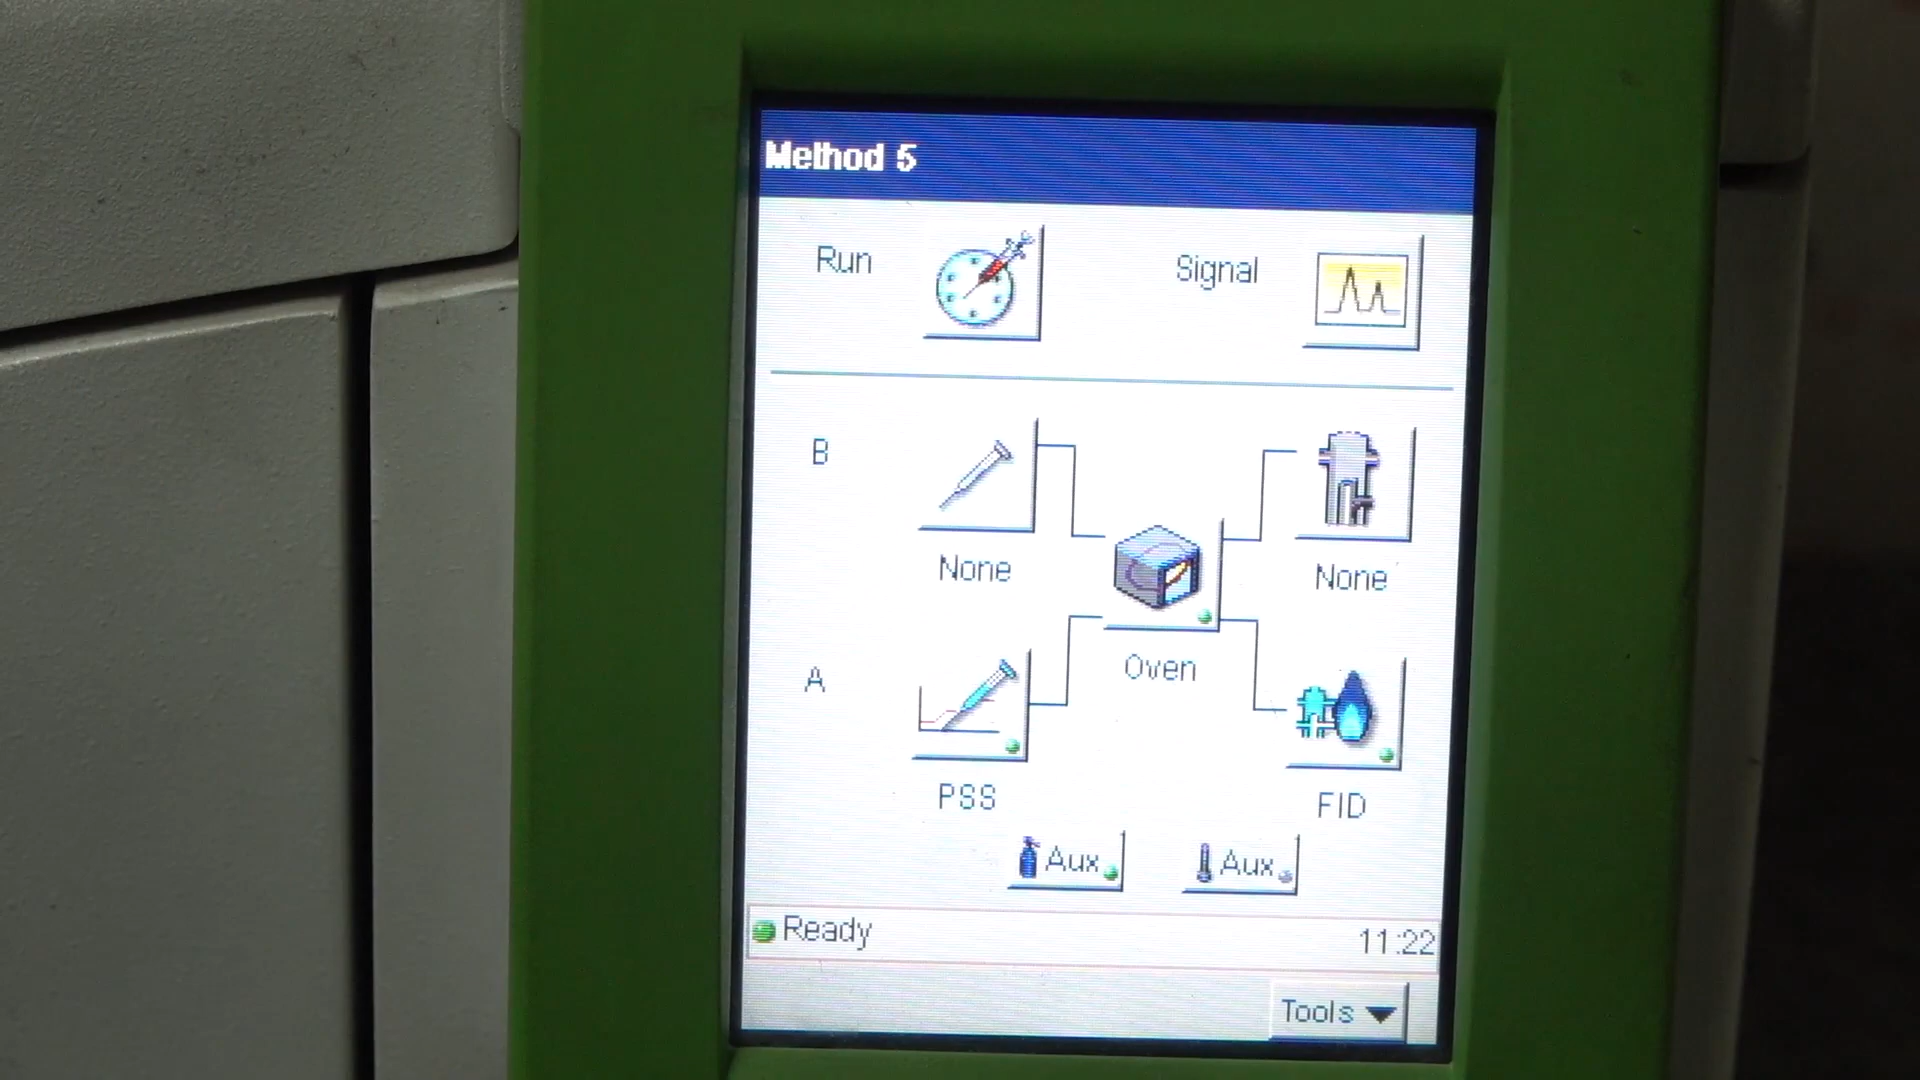 Method 5
Run
Signal
B
None
None
Oven
A
PSS
FID
Aux
Aux
Ready
11:22
Tools